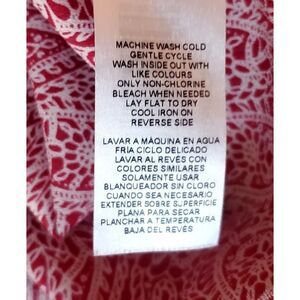 MACHINE WASH COLD
GENTLE CYCLE
WASH INSIDE OUT WITH
LIKE COLOURS
ONLY NON-CHLORINE
BLEACH WHEN NEEDED
LAY FLAT TO DRY
COOL IRON ON
REVERSE SIDE
LAVAR A MÁQUINA EN AGUA
FRÍA CICLO DELICADO
LAVAR AL REVÉS CON
COLORES SIMILARES
SOLAMENTE USAR
BLANQUEADOR SIN CLORO
CUANDO SEA NECESARIO
EXTENDER SOBRE SUPERFICIE
PLANA PARA SECAR
PLANCHAR A TEMPERATURA
BAJA DEL REVÉS